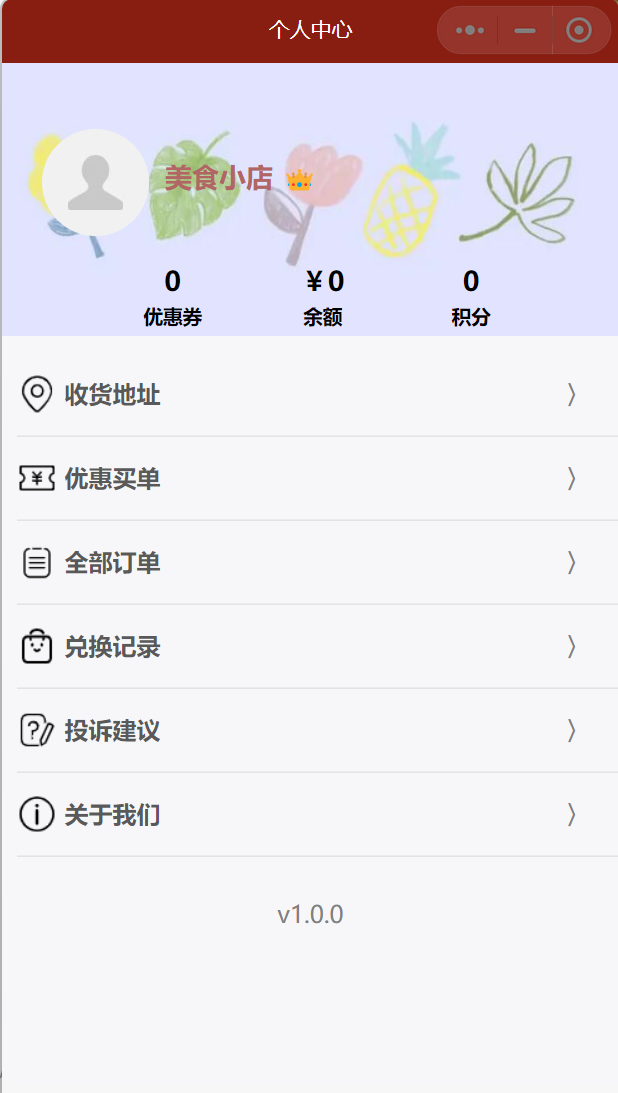 个人中心
美食小店
0 ¥0 0
优惠券 余额 积分
收货地址
优惠买单
全部订单
兑换记录
投诉建议
关于我们
v1.0.0